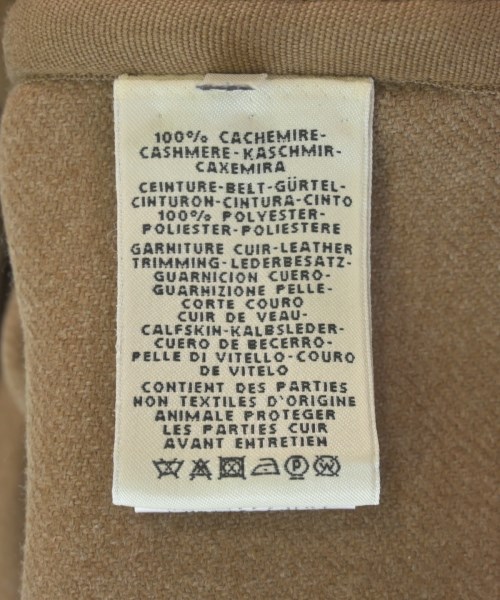 100% CACHEMIRE-
CASHMERE-KASCHMIR-
CAXEMIRA
CEINTURE-BELT-GÜRTEL-
CINTURON-CINTURA-CINTO
100% POLYESTER-
POLIESTER-POLIESTERE
GARNITURE CUIR-LEATHER
TRIMMING-LEDERBESATZ-
GUARNICION CUERO-
GUARHIZIONE PELLE-
CORTE COURO
CUIR DE VEAU-
CALFSKIN-KALBSLEDER-
CUERO DE BECERRO-
PELLE DI VITELLO-COURO
DE VITELO
CONTIENT DES PARTIES
NON TEXTILES D'ORIGINE
ANIMALE PROTEGER
LES PARTIES CUIR
AVANT ENTRETIEN
P W